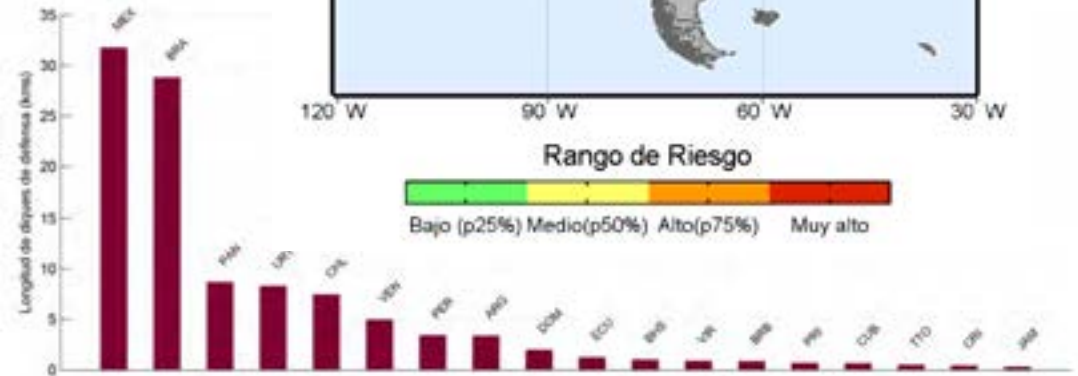 Longitud de diques de defensa (kms)
35
30
25
20
15
10
5
0
MEX
BRA
PAN
URY
CHL
VEN
PER
ARG
DOM
ECU
BHS
VIR
BRB
PRI
CUB
TTO
CRI
JAM
120 W
90 W
60 W
30 W
Rango de Riesgo
Bajo (p25%) Medio(p50%) Alto(p75%) Muy alto